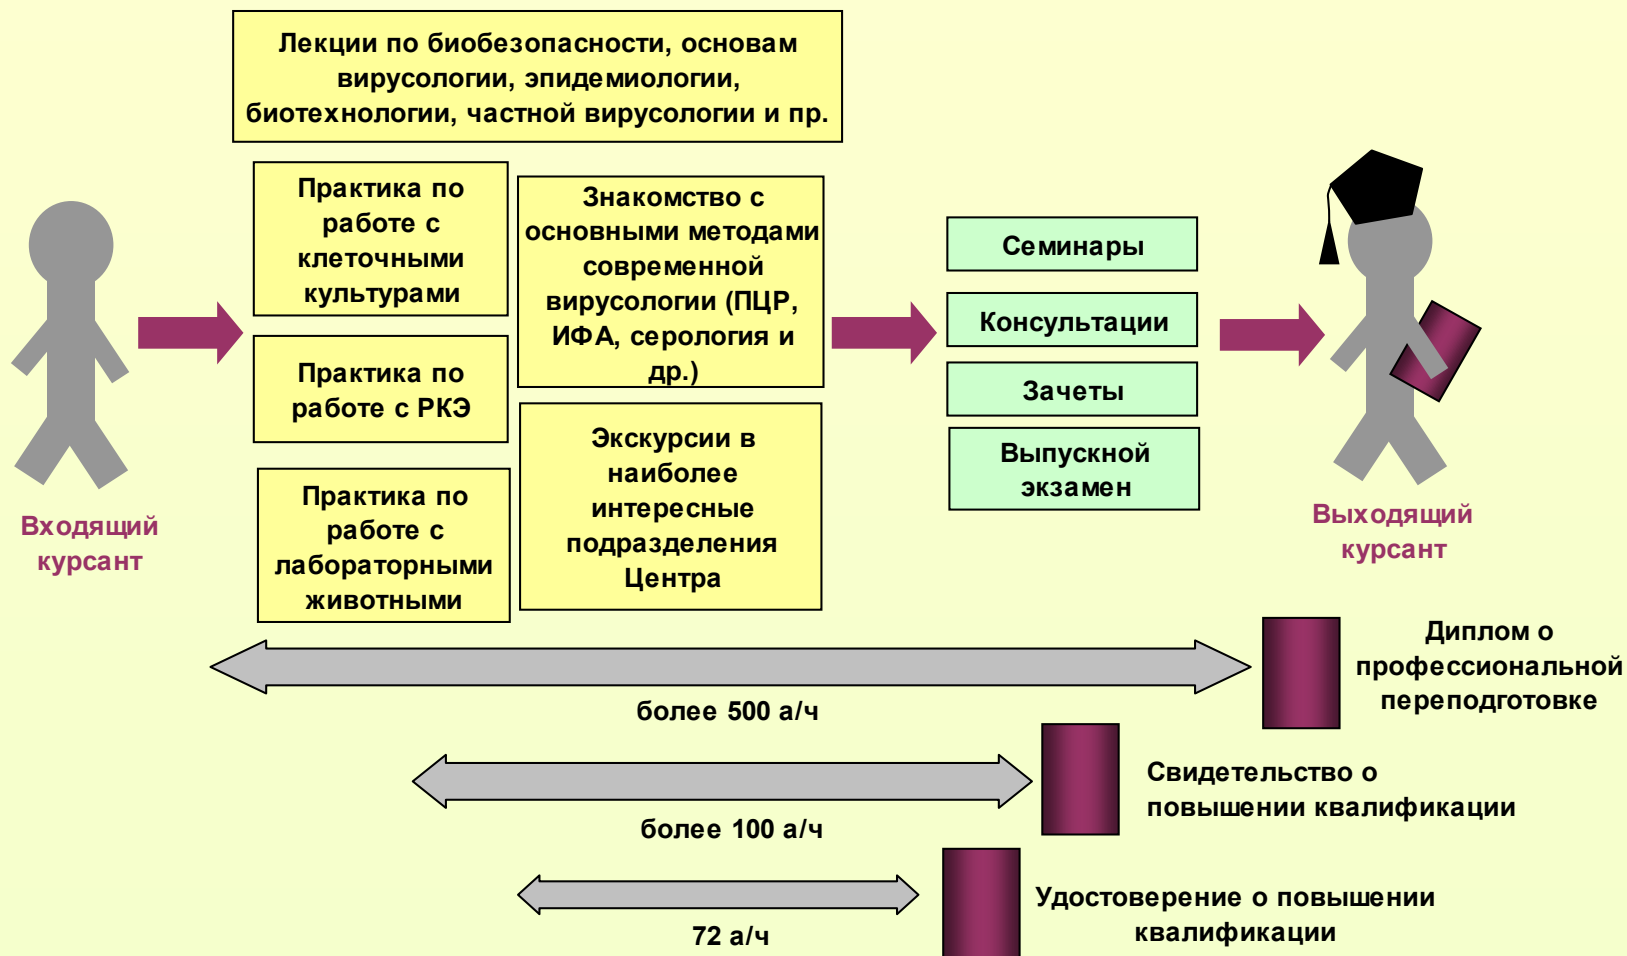 Лекции по биобезопасности, основам
вирусологии, эпидемиологии,
биотехнологии, частной вирусологии и пр.
Практика по
работе с
клеточными
культурами
Знакомство с
основными методами
современной
вирусологии (ПЦР,
ИФА, серология и
др.)
Практика по
работе с РКЭ
Экскурсии в
наиболее
интересные
подразделения
Центра
Практика по
работе с
лабораторными
животными
Семинары
Консультации
Зачеты
Выпускной
экзамен
Входящий
курсант
Выходящий
курсант
более 500 а/ч
Диплом о
профессиональной
переподготовке
более 100 а/ч
Свидетельство о
повышении квалификации
72 а/ч
Удостоверение о повышении
квалификации